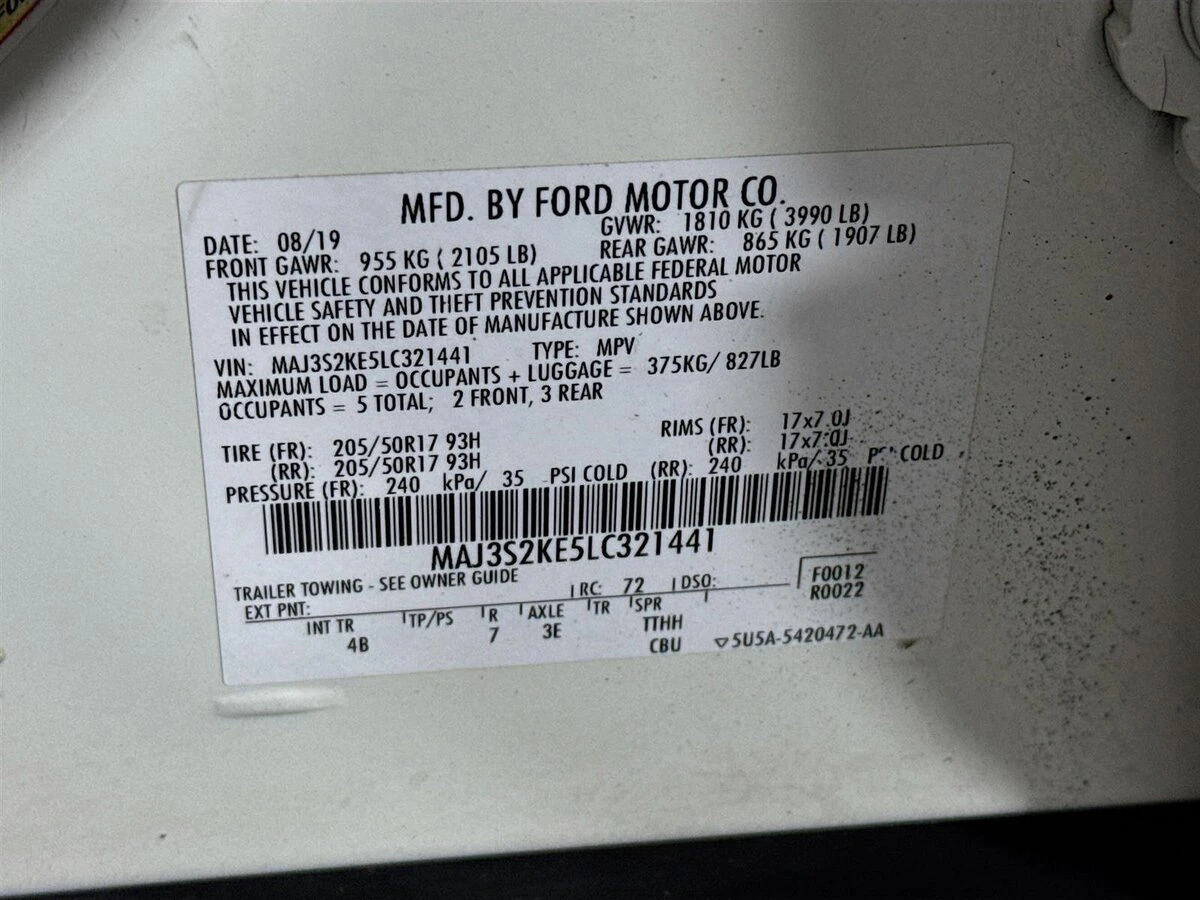 MFD. BY FORD MOTOR CO.
DATE: 08/19 GVWR: 1810 KG ( 3990 LB)
FRONT GAWR: 955 KG ( 2105 LB) REAR GAWR: 865 KG ( 1907 LB)
THIS VEHICLE CONFORMS TO ALL APPLICABLE FEDERAL MOTOR
VEHICLE SAFETY AND THEFT PREVENTION STANDARDS
IN EFFECT ON THE DATE OF MANUFACTURE SHOWN ABOVE.
VIN: MAJ3S2KE5LC321441 TYPE: MPV
MAXIMUM LOAD = OCCUPANTS + LUGGAGE = 375KG/ 827LB
OCCUPANTS = 5 TOTAL; 2 FRONT, 3 REAR
TIRE (FR): 205/50R17 93H RIMS (FR): 17x7.0J
(RR): 205/50R17 93H (RR): 17x7.0J
PRESSURE (FR): 240 kPa/ 35 PSI COLD (RR): 240 kPa/ 35 PSI COLD
MAJ3S2KE5LC321441
TRAILER TOWING - SEE OWNER GUIDE
EXT PNT: RC: 72 DSO: F0012
R0022
INT TR TP/PS R AXLE TR SPR
4B 7 3E TTHH
CBU ▽5U5A-5420472-AA